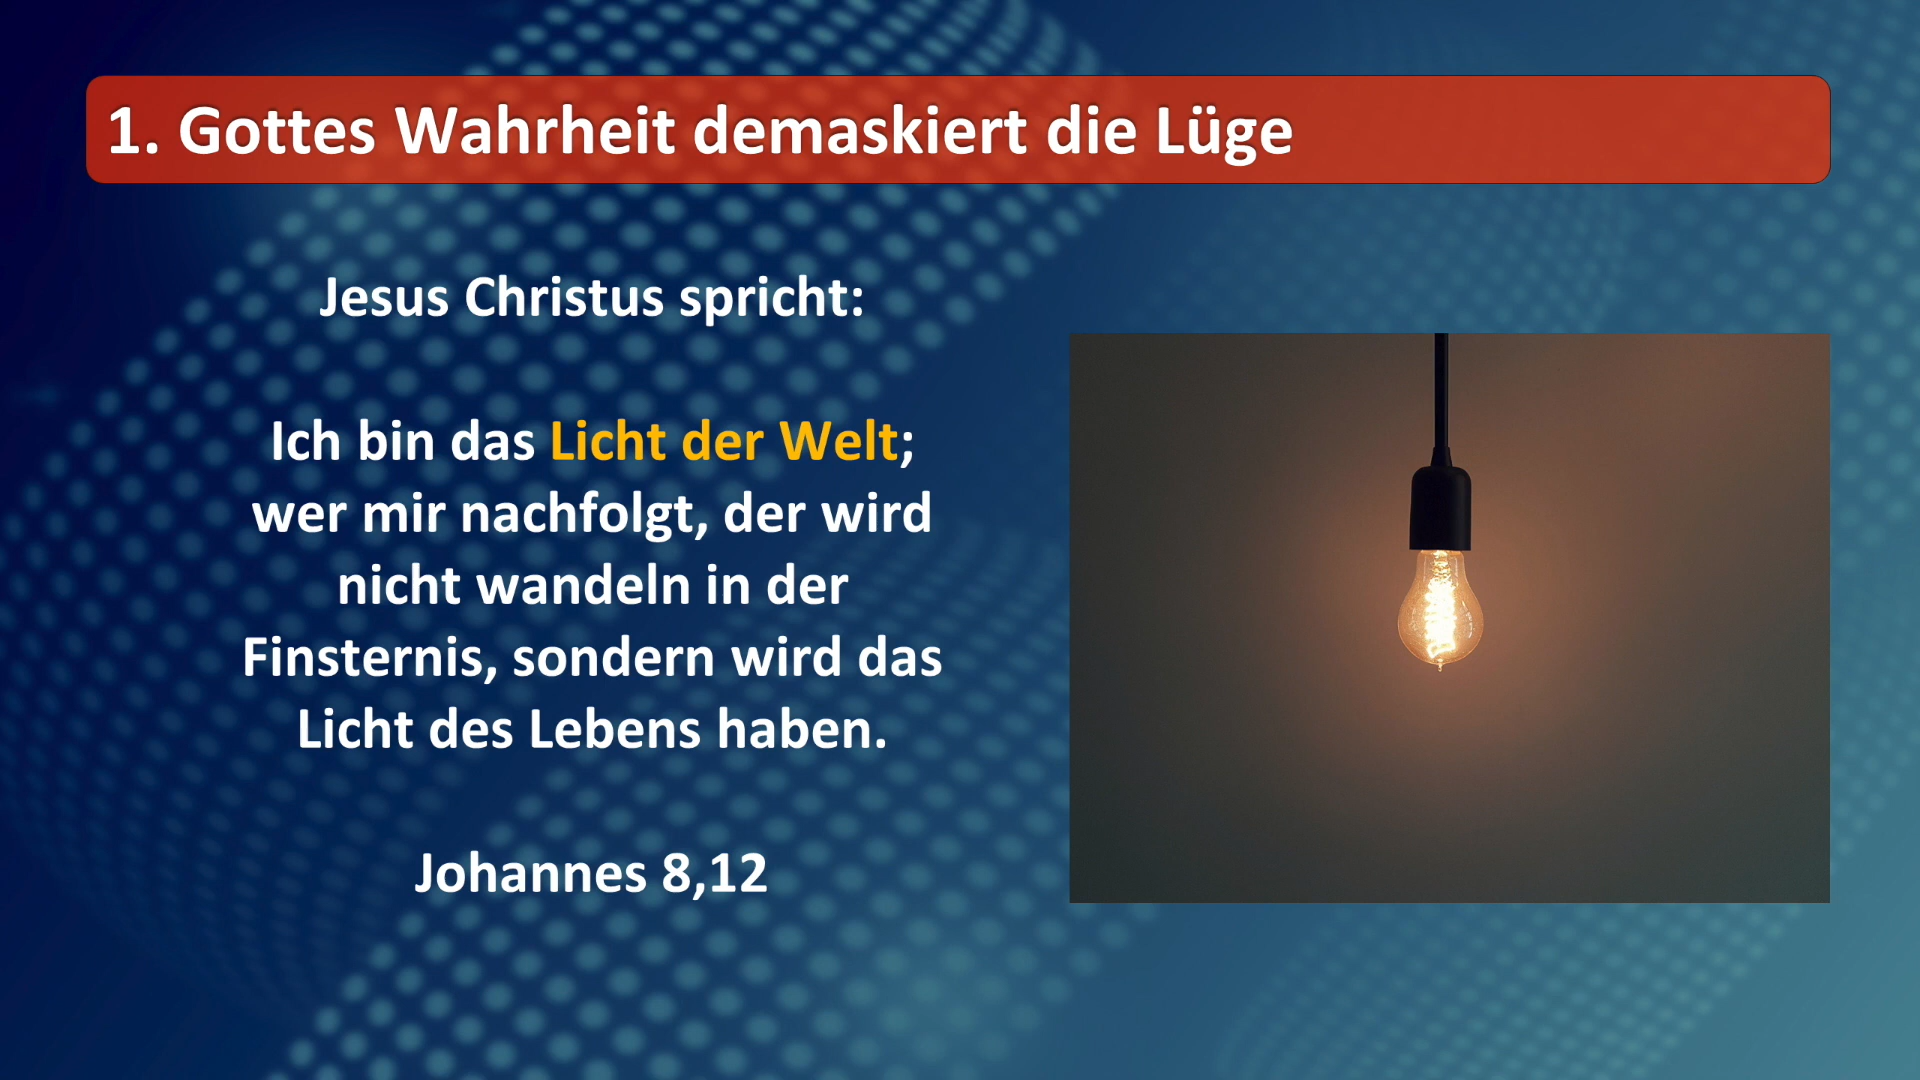 1. Gottes Wahrheit demaskiert die Lüge
Jesus Christus spricht:
Ich bin das Licht der Welt;
wer mir nachfolgt, der wird
nicht wandeln in der
Finsternis, sondern wird das
Licht des Lebens haben.
Johannes 8,12